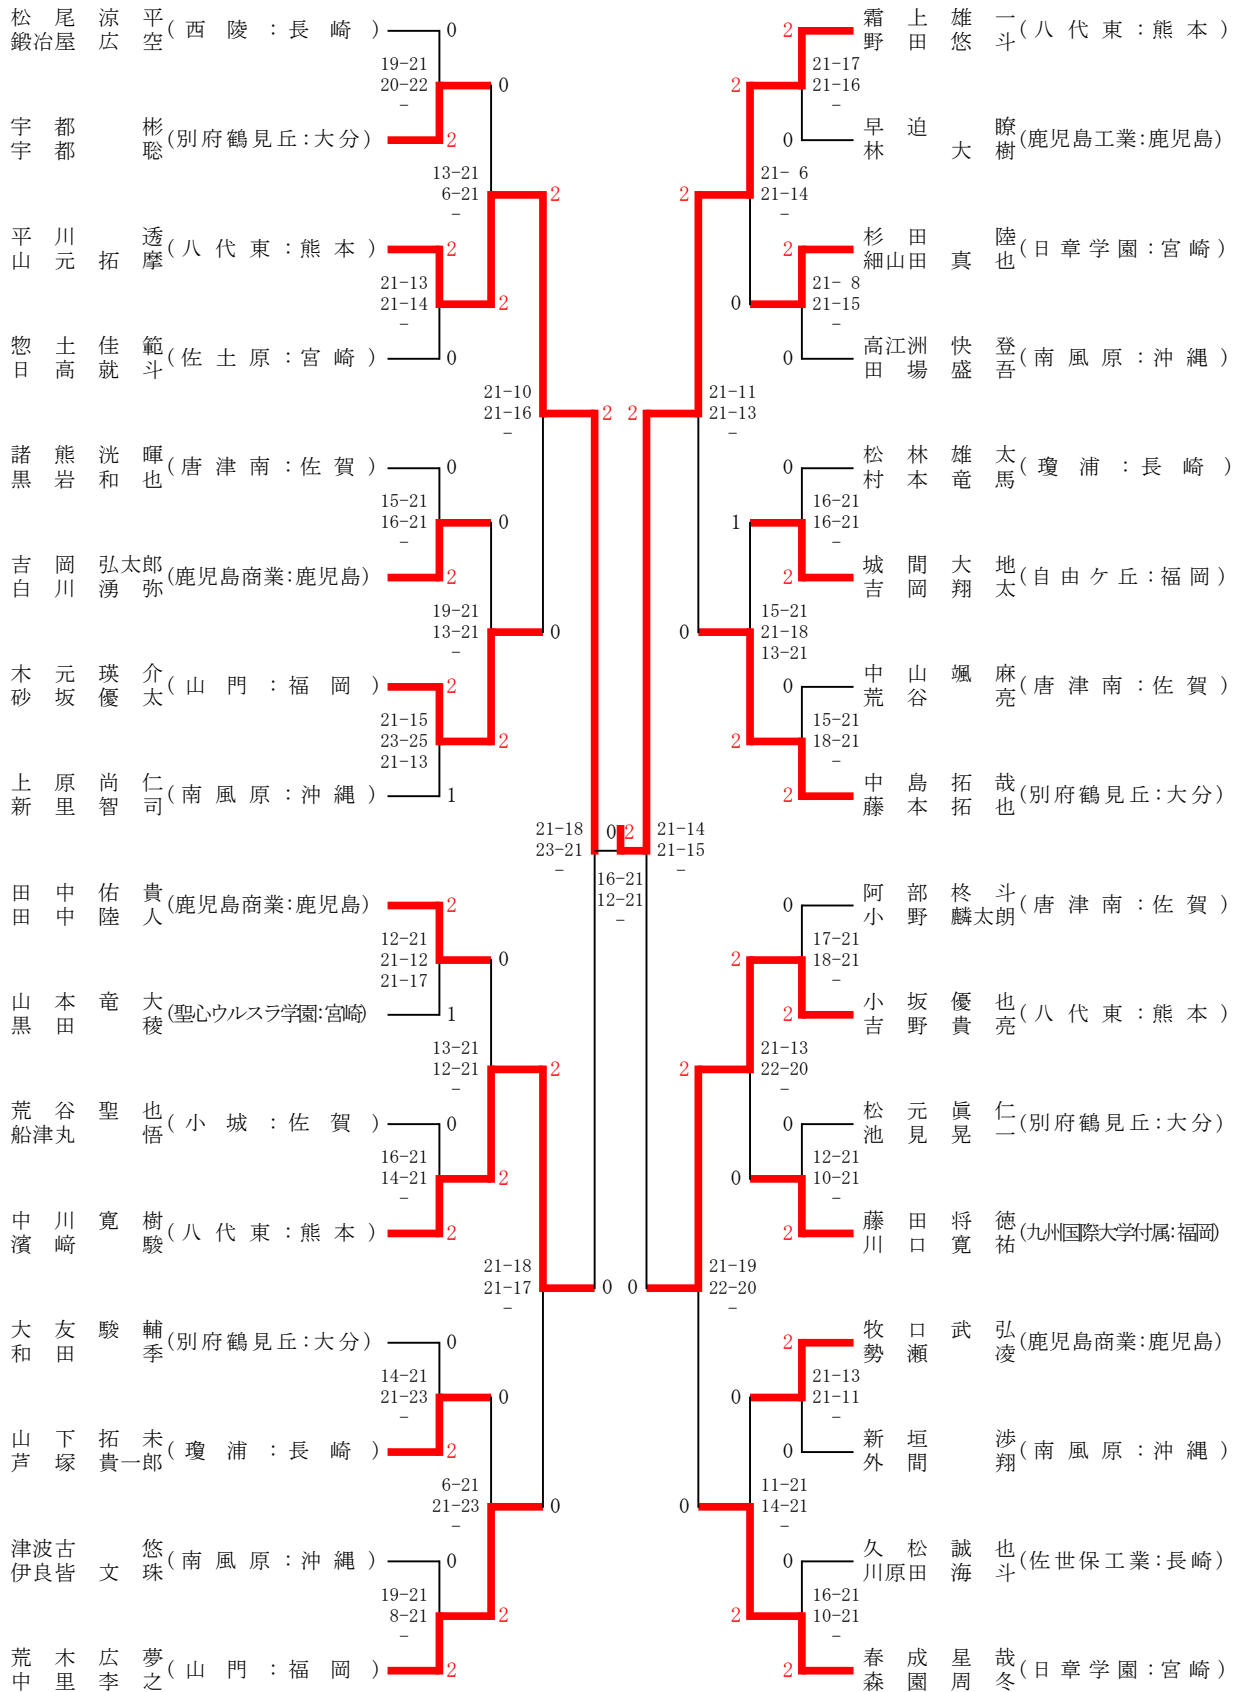 松尾涼平
鍛冶屋広空
(西陵：長崎)
0
19-21
20-22
-
0
宇都彬
宇都聡
(別府鶴見丘：大分)
2
13-21
6-21
-
2
平川透
山元拓摩
(八代東：熊本)
2
21-13
21-14
-
2
惣土佳範
日高就斗
(佐土原：宮崎)
0
21-10
21-16
-
2
諸熊洸暉
黒岩和也
(唐津南：佐賀)
0
15-21
16-21
-
0
吉岡弘太郎
白川湧弥
(鹿児島商業：鹿児島)
2
19-21
13-21
-
0
木元瑛介
砂坂優太
(山門：福岡)
2
21-15
23-25
21-13
2
上原尚仁
新里智司
(南風原：沖縄)
1
21-18
23-21
-
0
田中佑貴
田中陸人
(鹿児島商業：鹿児島)
2
12-21
21-12
21-17
0
山本竜大
黒田稜
(聖心ウルスラ学園：宮崎)
1
13-21
12-21
-
2
荒谷聖也
船津丸悟
(小城：佐賀)
0
16-21
14-21
-
2
中川寛樹
濱﨑駿
(八代東：熊本)
2
21-18
21-17
-
0
大友駿輔
和田季
(別府鶴見丘：大分)
0
14-21
21-23
-
0
山下拓未
芦塚貴一郎
(瓊浦：長崎)
2
6-21
21-23
-
0
津波古悠
伊良皆文珠
(南風原：沖縄)
0
19-21
8-21
-
2
荒木広夢
中里李之
(山門：福岡)
2
2
16-21
12-21
-
2
霜上雄一
野田悠斗
(八代東：熊本)
21-17
21-16
-
2
0
早迫瞭
林大樹
(鹿児島工業：鹿児島)
21- 6
21-14
-
2
2
杉田陸
細山田真也
(日章学園：宮崎)
21- 8
21-15
-
0
0
高江洲快登
田場盛吾
(南風原：沖縄)
21-11
21-13
-
2
0
松林雄太
村本竜馬
(瓊浦：長崎)
16-21
16-21
-
1
2
城間大地
吉岡翔太
(自由ケ丘：福岡)
15-21
21-18
13-21
0
0
中山颯麻
荒谷亮
(唐津南：佐賀)
15-21
18-21
-
2
2
中島拓哉
藤本拓也
(別府鶴見丘：大分)
21-14
21-15
-
0
阿部柊斗
小野麟太朗
(唐津南：佐賀)
17-21
18-21
-
2
2
小坂優也
吉野貴亮
(八代東：熊本)
21-13
22-20
-
2
0
松元眞仁
池見晃一
(別府鶴見丘：大分)
12-21
10-21
-
0
2
藤田将徳
川口寛祐
(九州国際大学付属：福岡)
21-19
22-20
-
0
2
牧口武弘
勢瀬凌
(鹿児島商業：鹿児島)
21-13
21-11
-
0
0
新垣渉
外間翔
(南風原：沖縄)
11-21
14-21
-
0
0
久松誠也
川原田海斗
(佐世保工業：長崎)
16-21
10-21
-
2
2
春成星哉
森園周冬
(日章学園：宮崎)